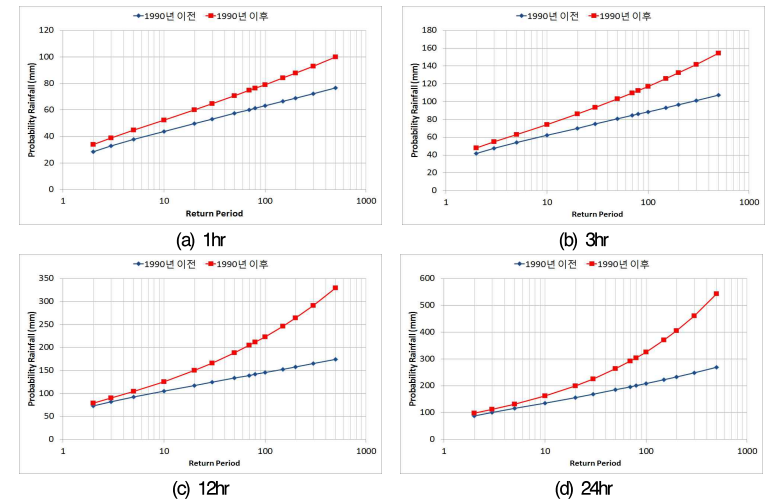 1990년 이전 1990년 이후
Probability Rainfall (mm)
120
100
80
60
40
20
0
1 10 100 1000
Return Period
(a) 1hr
1990년 이전 1990년 이후
Probability Rainfall (mm)
180
160
140
120
100
80
60
40
20
0
1 10 100 1000
Return Period
(b) 3hr
1990년 이전 1990년 이후
Probability Rainfall (mm)
350
300
250
200
150
100
50
0
1 10 100 1000
Return Period
(c) 12hr
1990년 이전 1990년 이후
Probability Rainfall (mm)
600
500
400
300
200
100
0
1 10 100 1000
Return Period
(d) 24hr